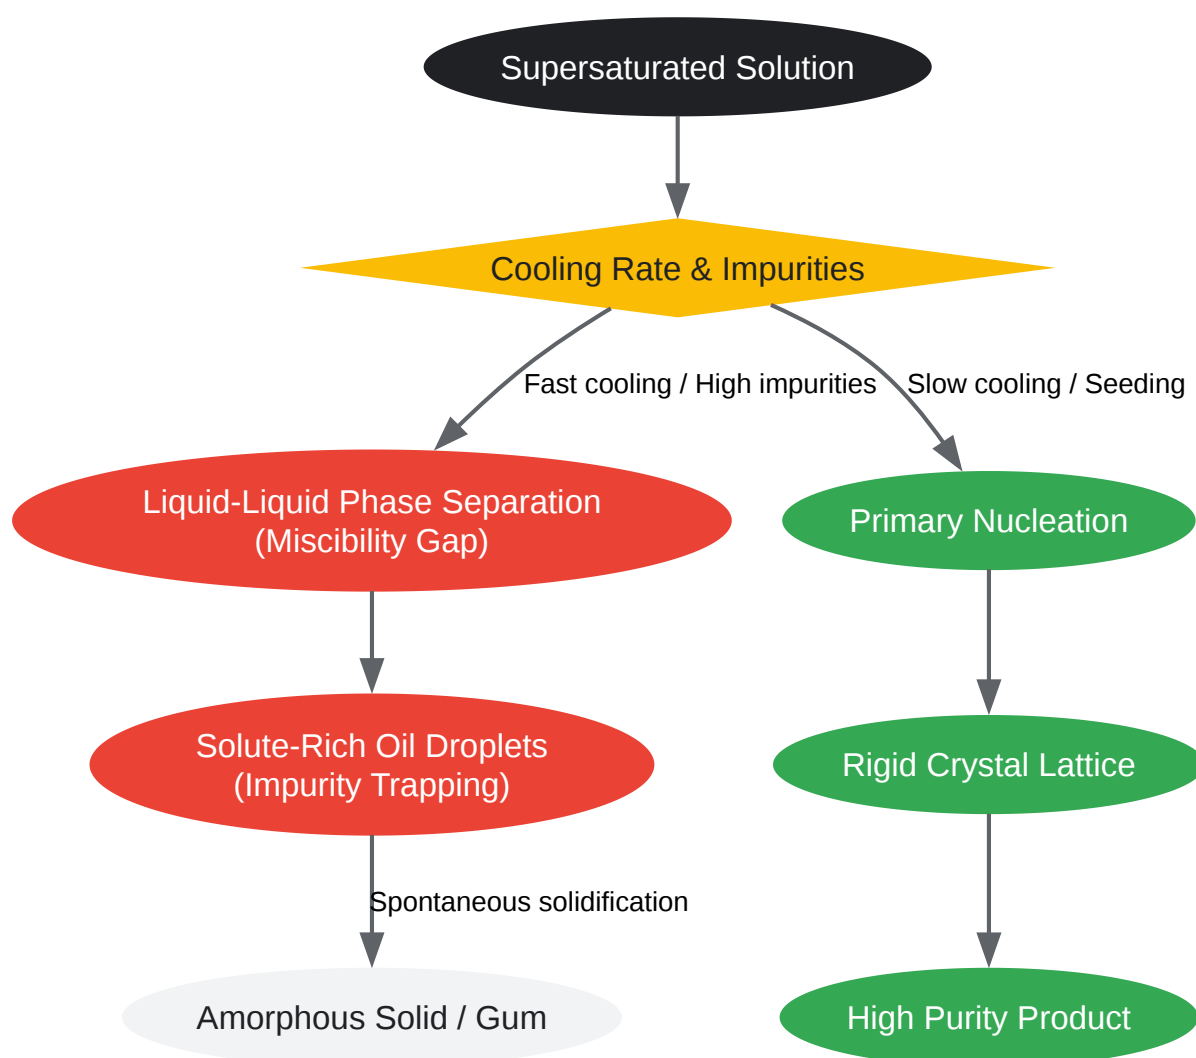 Supersaturated Solution
Cooling Rate & Impurities
Fast cooling / High impurities
Slow cooling / Seeding
Liquid-Liquid Phase Separation
(Miscibility Gap)
Primary Nucleation
Solute-Rich Oil Droplets
(Impurity Trapping)
Rigid Crystal Lattice
Spontaneous solidification
Amorphous Solid / Gum
High Purity Product